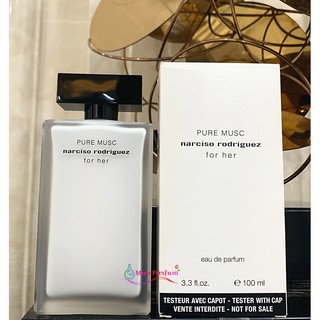 PURE MUSC
narciso rodriguez
for her
PURE MUSC
narciso rodriguez
for her
eau de parfum
3.3 fl.oz. ℮ 100 ml
TESTEUR AVEC CAPOT - TESTER WITH CAP
VENTE INTERDITE - NOT FOR SALE